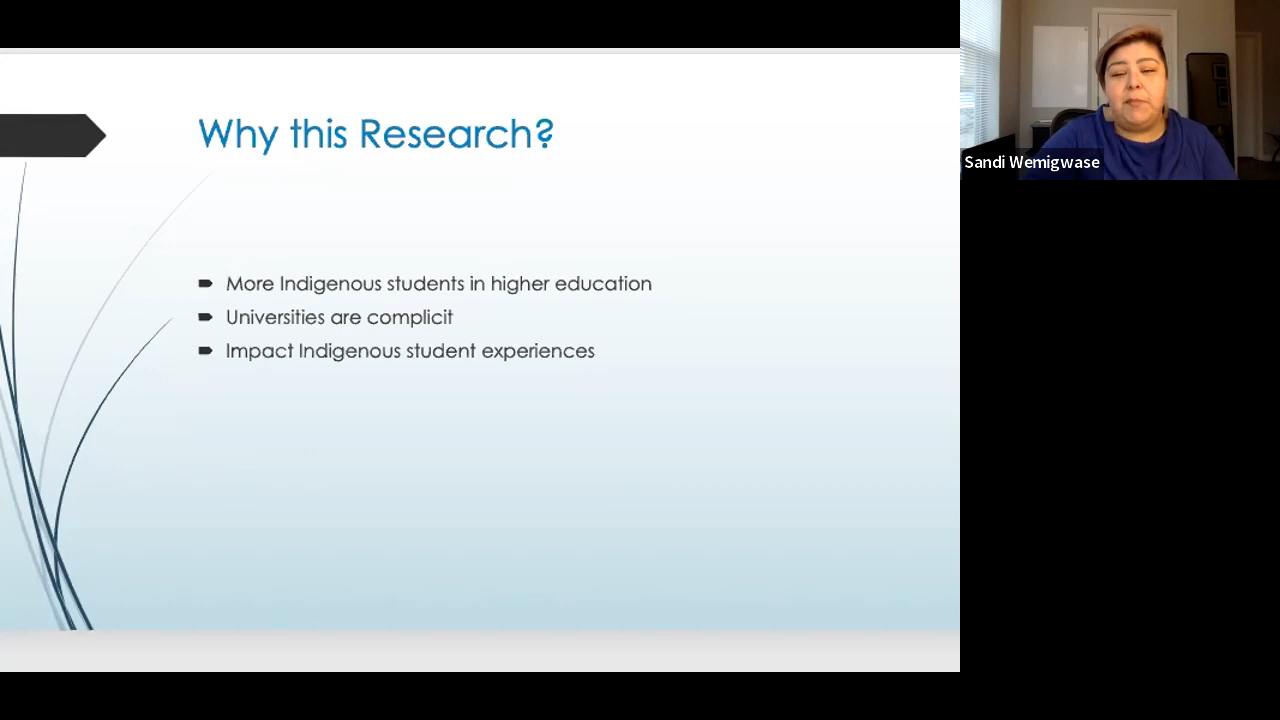 Why this Research?
More Indigenous students in higher education
Universities are complicit
Impact Indigenous student experiences
Sandi Wemigwase